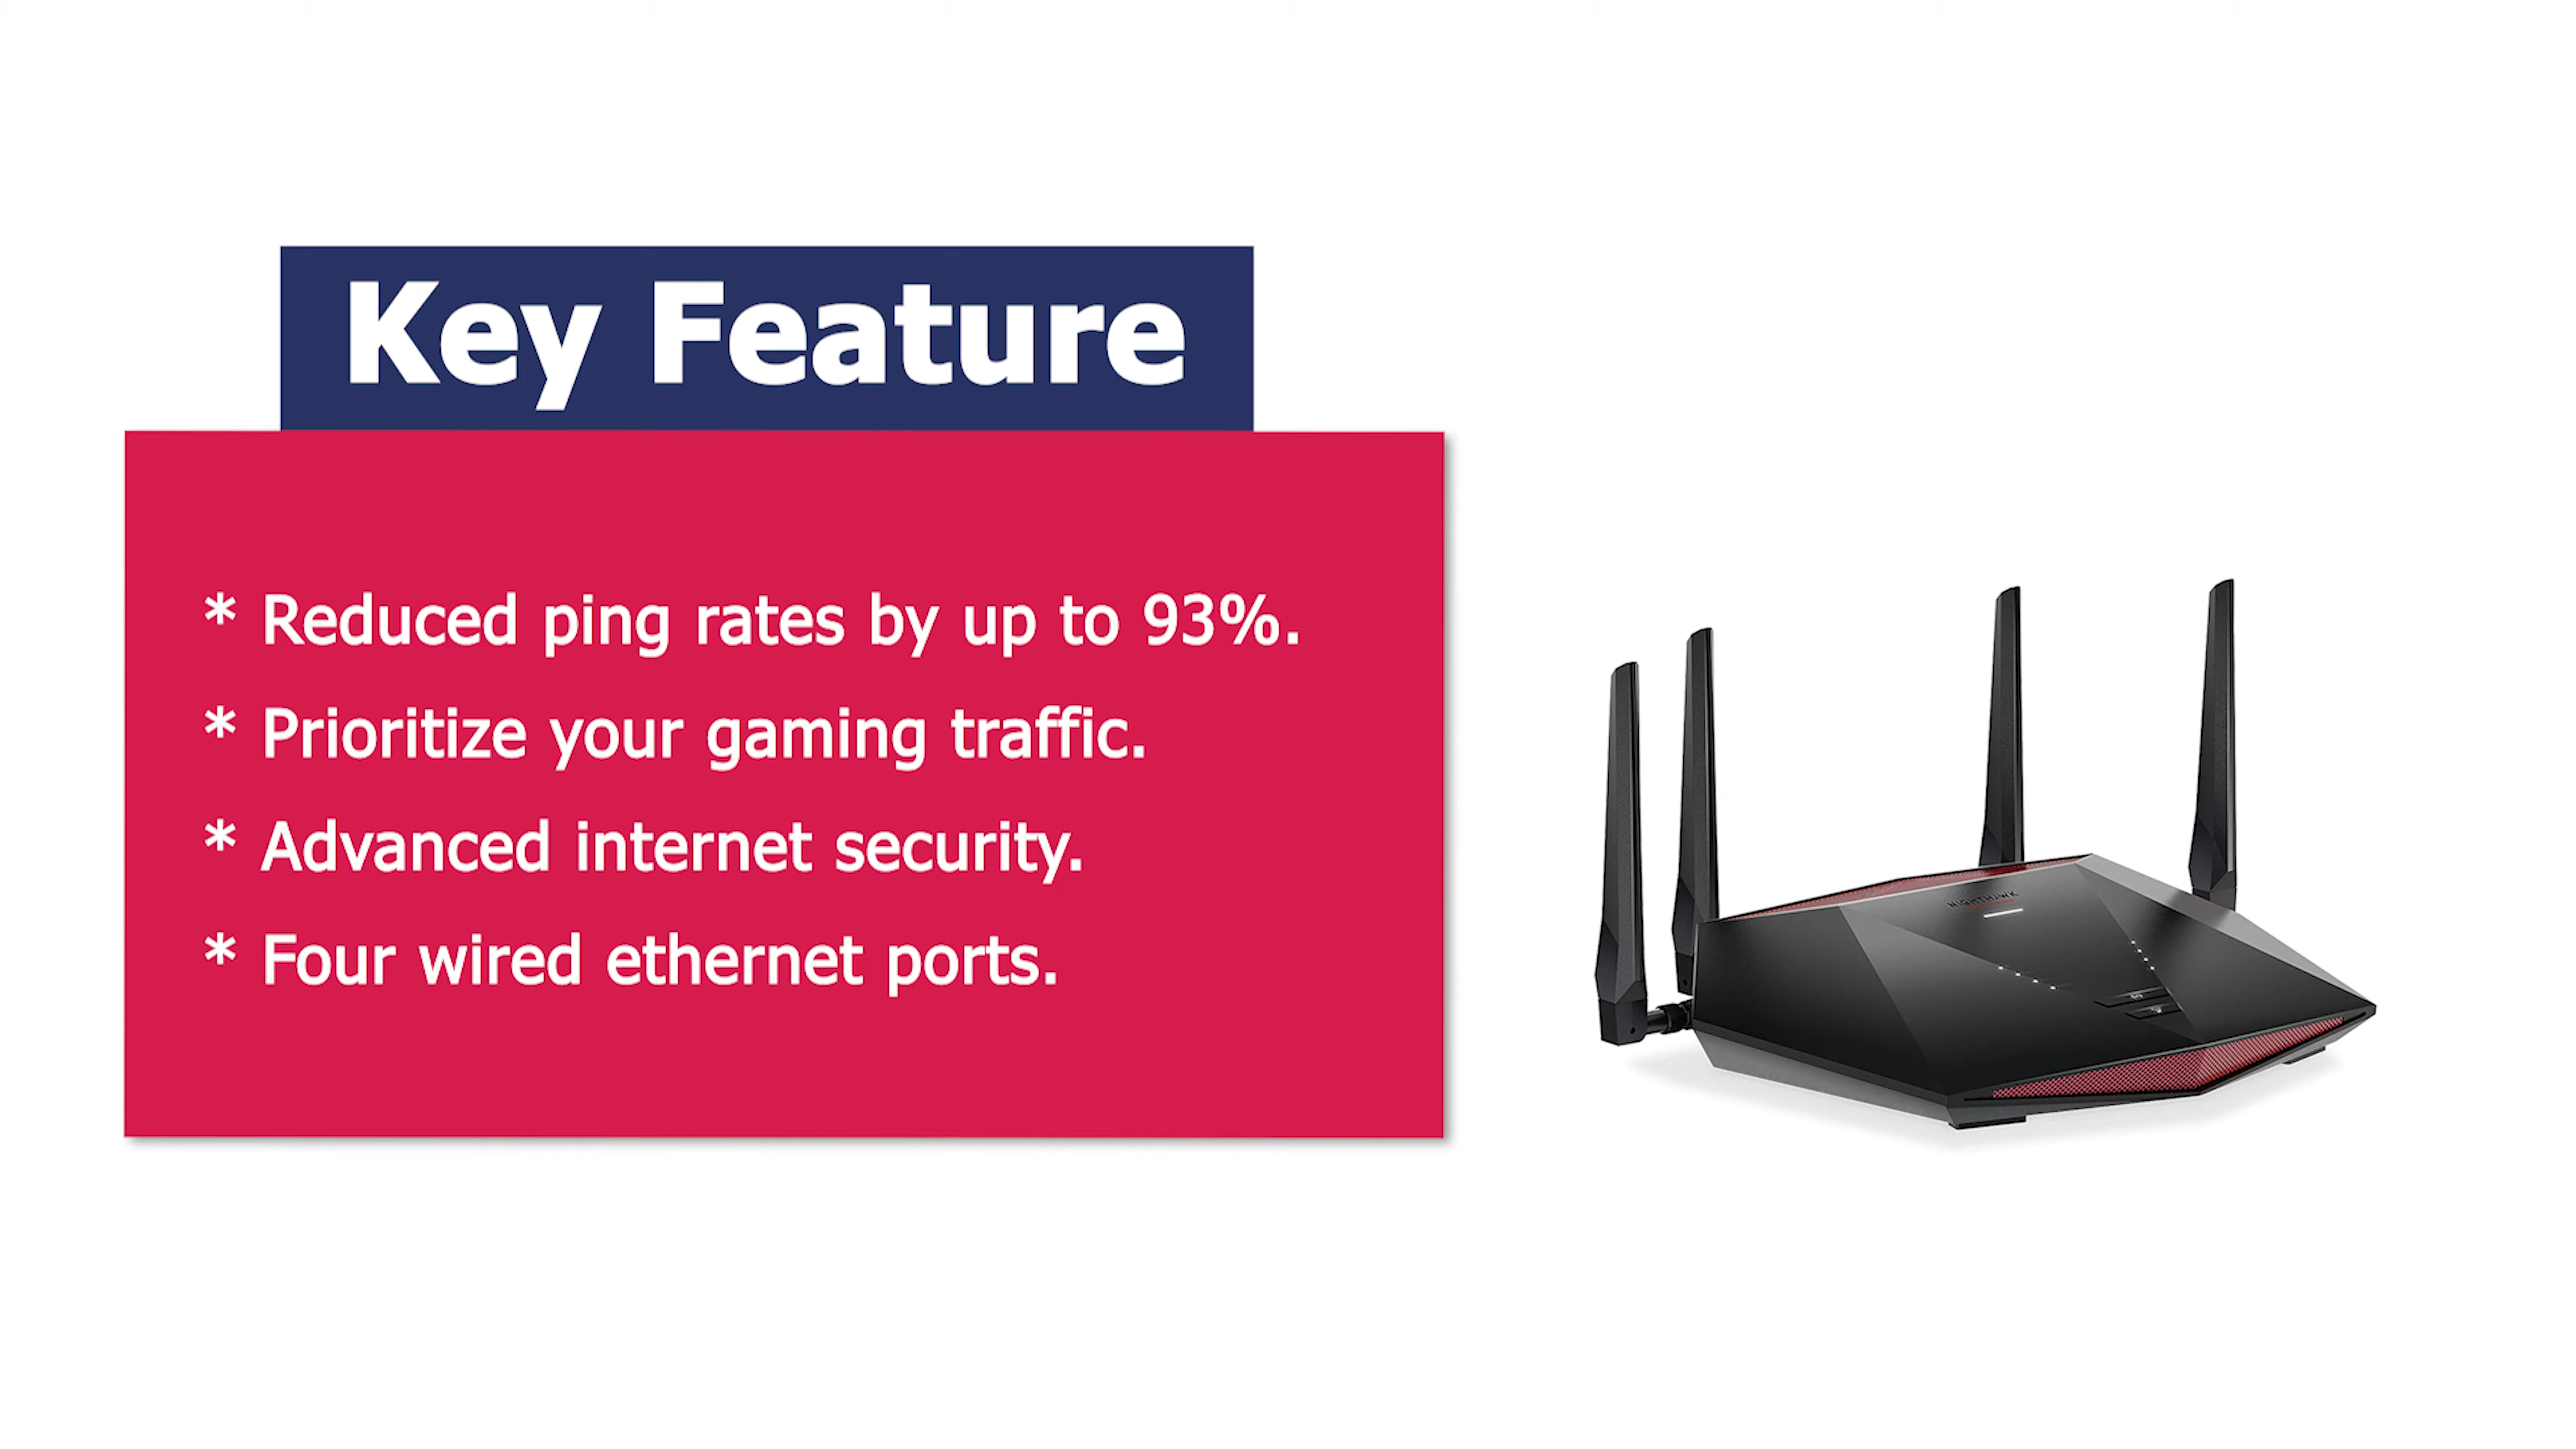 Key Feature
* Reduced ping rates by up to 93%.
* Prioritize your gaming traffic.
* Advanced internet security.
* Four wired ethernet ports.
NIGHTHAWK